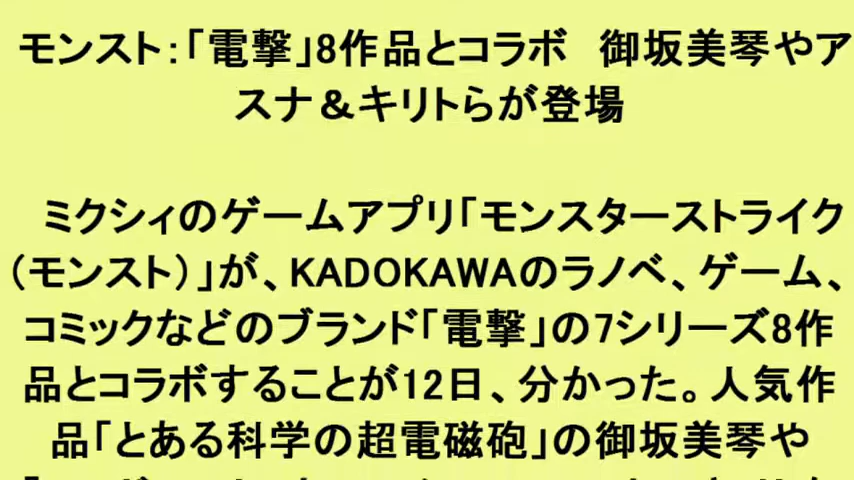 モンスト：「電撃」8作品とコラボ　御坂美琴やア
スナ＆キリトらが登場
ミクシィのゲームアプリ「モンスターストライク
（モンスト）」が、KADOKAWAのラノベ、ゲーム、
コミックなどのブランド「電撃」の7シリーズ8作
品とコラボすることが12日、分かった。人気作
品「とある科学の超電磁砲」の御坂美琴や